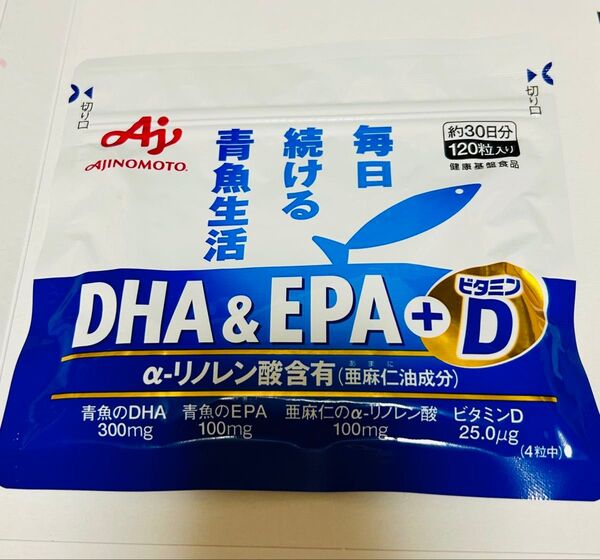 切り口
切り口
Aj
AJINOMOTO
毎日
続ける
青魚生活
約30日分
120粒入り
健康基盤食品
DHA & EPA + ビタミンD
α-リノレン酸含有(亜麻仁油成分)
あまに
青魚のDHA 青魚のEPA 亜麻仁のα-リノレン酸 ビタミンD
300mg 100mg 100mg 25.0μg
(4粒中)